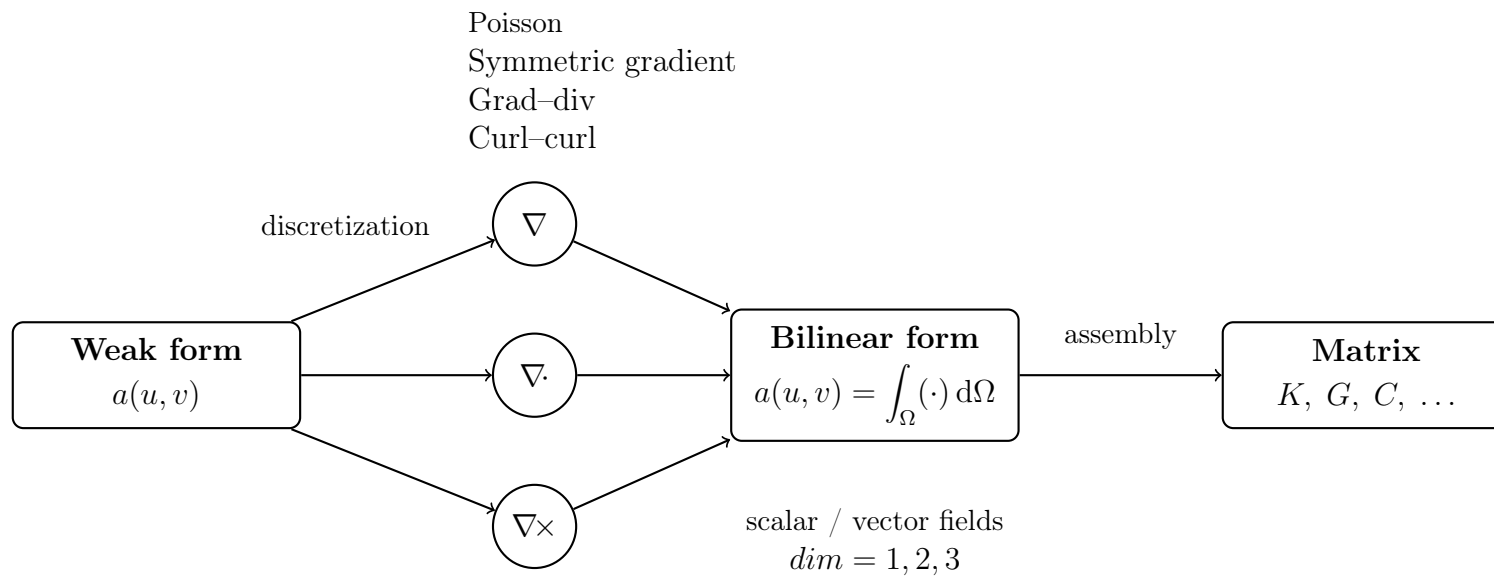 Poisson
Symmetric gradient
Grad–div
Curl–curl
discretization
∇
Weak form
a(u, v)
∇·
Bilinear form
a(u, v) = ∫_Ω (·) dΩ
assembly
Matrix
K, G, C, …
∇×
scalar / vector fields
dim = 1, 2, 3